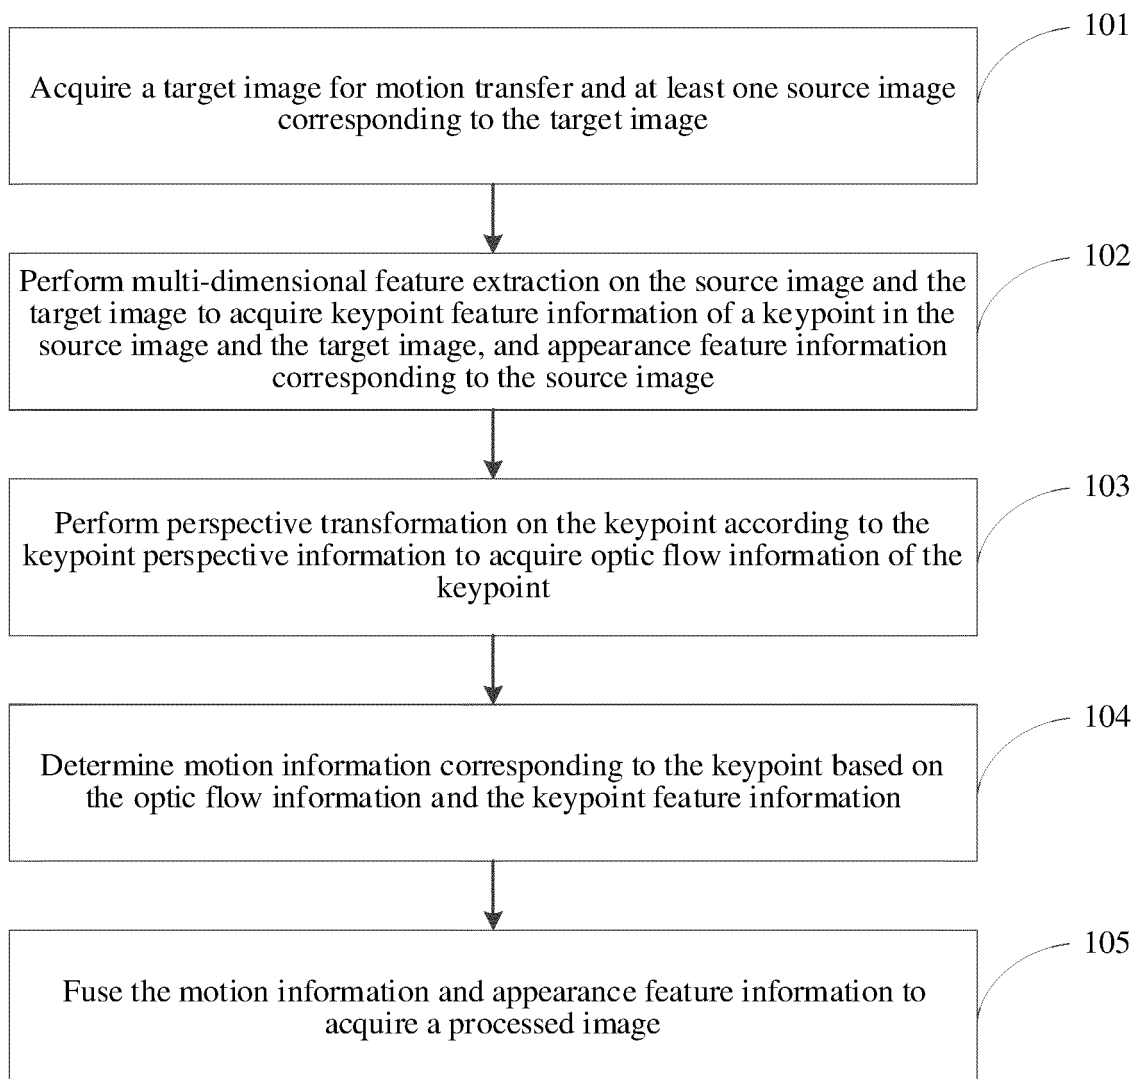 101
Acquire a target image for motion transfer and at least one source image
corresponding to the target image
102
Perform multi-dimensional feature extraction on the source image and the
target image to acquire keypoint feature information of a keypoint in the
source image and the target image, and appearance feature information
corresponding to the source image
103
Perform perspective transformation on the keypoint according to the
keypoint perspective information to acquire optic flow information of the
keypoint
104
Determine motion information corresponding to the keypoint based on
the optic flow information and the keypoint feature information
105
Fuse the motion information and appearance feature information to
acquire a processed image